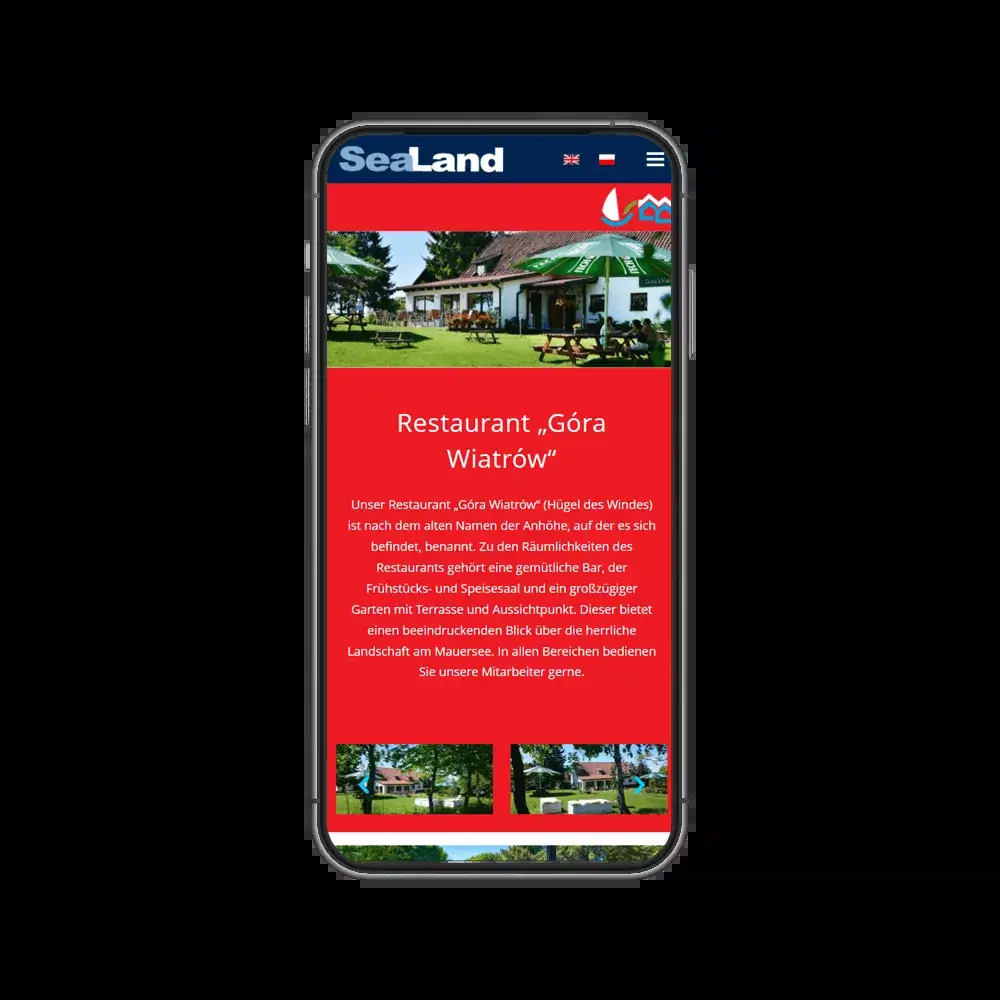 SeaLand
Restaurant „Góra
Wiatrów“
Unser Restaurant „Góra Wiatrów“ (Hügel des Windes)
ist nach dem alten Namen der Anhöhe, auf der es sich
befindet, benannt. Zu den Räumlichkeiten des
Restaurants gehört eine gemütliche Bar, der
Frühstücks- und Speisesaal und ein großzügiger
Garten mit Terrasse und Aussichtpunkt. Dieser bietet
einen beeindruckenden Blick über die herrliche
Landschaft am Mauersee. In allen Bereichen bedienen
Sie unsere Mitarbeiter gerne.